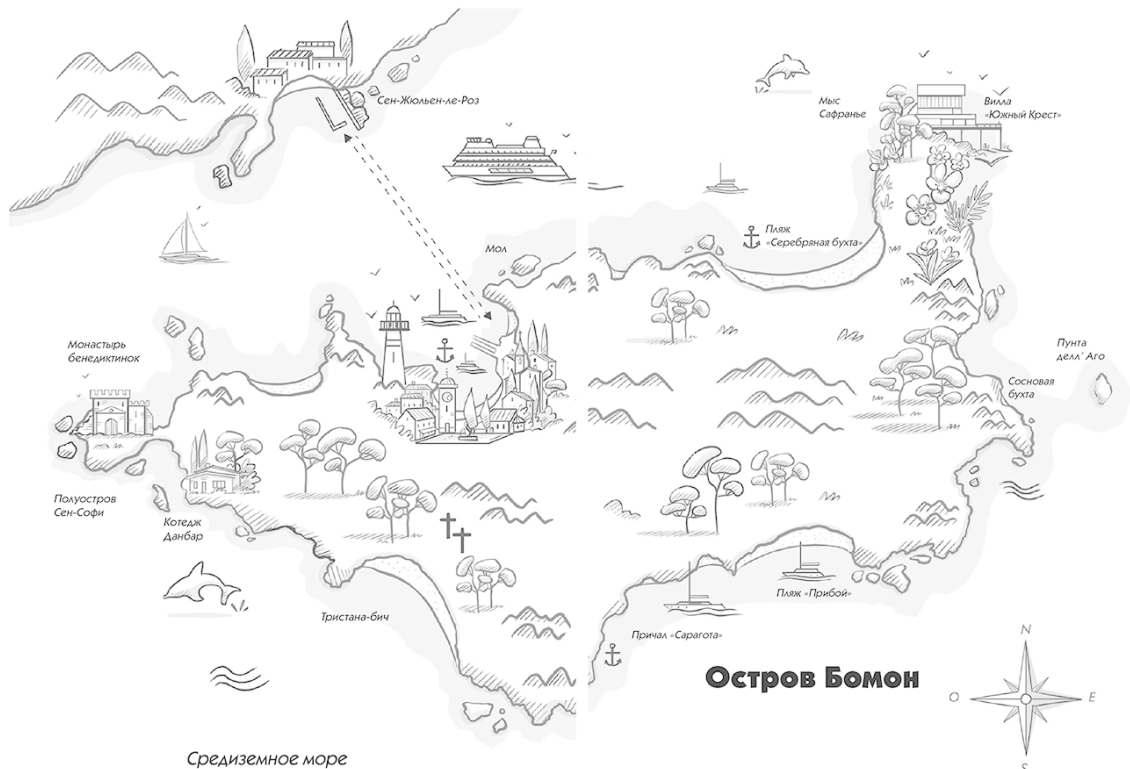 Сен-Жюльен-ле-Роз
Мыс
Сафранье
Вилла
«Южный Крест»
Мол
Пляж
«Серебряная бухта»
Монастырь
бенедиктинок
Пунта
делл’ Аго
Сосновая
бухта
Полуостров
Сен-Софи
Котедж
Данбар
Тристана-бич
Пляж «Прибой»
Причал «Сарагота»
Остров Бомон
N
O
E
S
Средиземное море